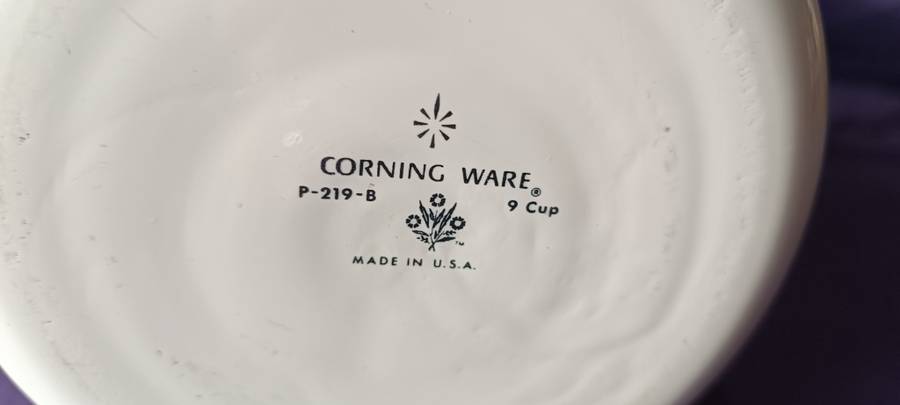 CORNING WARE®
P-219-B 9 Cup
TM
MADE IN U.S.A.